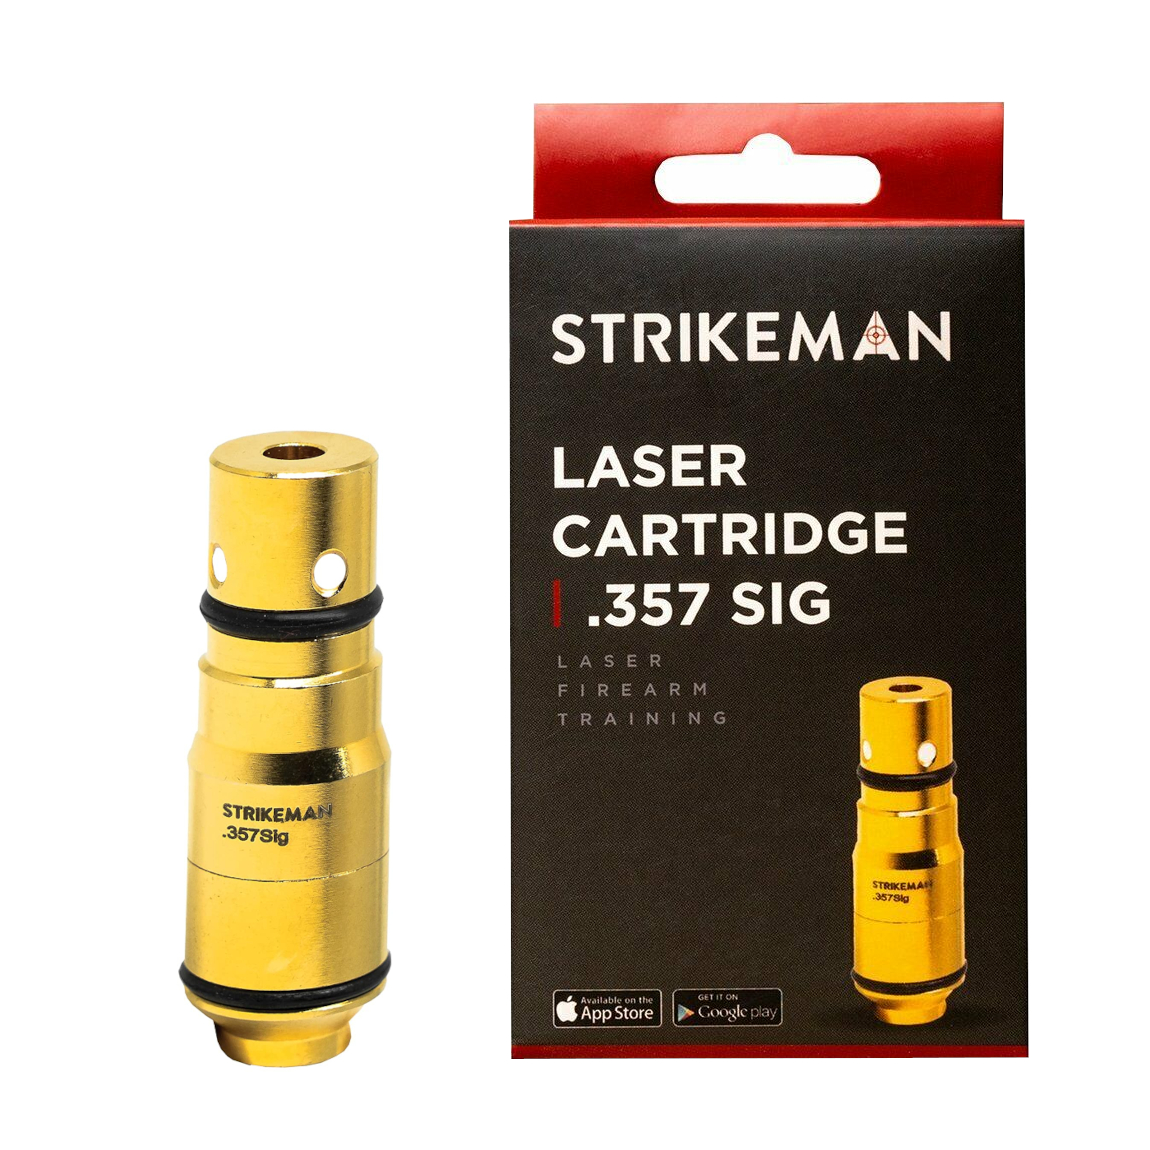 STRIKEMAN
LASER
CARTRIDGE
.357 SIG
LASER
FIREARM
TRAINING
STRIKEMAN
.357Sig
STRIKEMAN
.357Sig
Available on the
App Store
GET IT ON
Google play